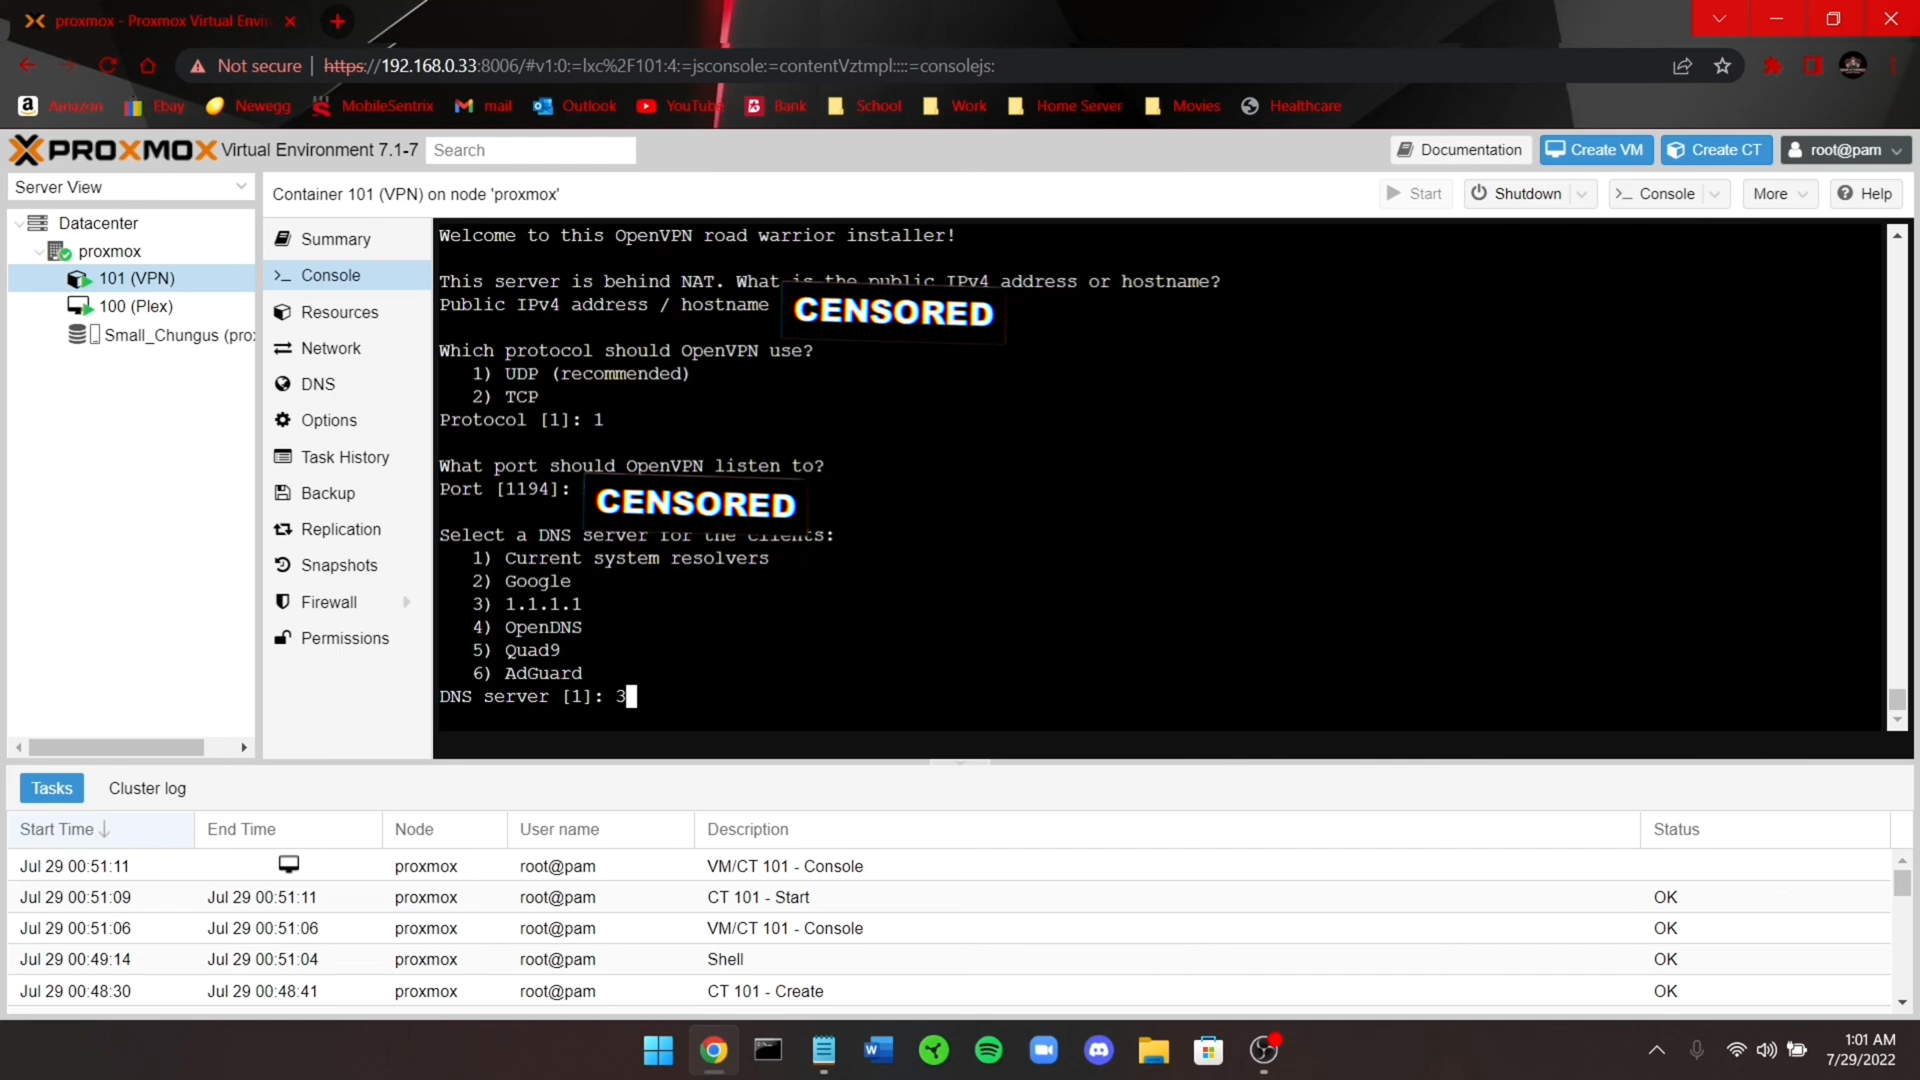 proxmox - Proxmox Virtual Envir
Not secure | https://192.168.0.33:8006/#v1:0:=lxc%2F101:4:=jsconsole:=contentVztmpl::::=consolejs:
Amazon Ebay Newegg MobileSentrix mail Outlook YouTube Bank School Work Home Server Movies Healthcare
PROXMOX Virtual Environment 7.1-7 Search Documentation Create VM Create CT root@pam
Server View
Container 101 (VPN) on node 'proxmox' Start Shutdown Console More Help
Datacenter
proxmox
101 (VPN)
100 (Plex)
Small_Chungus (pro
Summary
Console
Resources
Network
DNS
Options
Task History
Backup
Replication
Snapshots
Firewall
Permissions
Welcome to this OpenVPN road warrior installer!
This server is behind NAT. What is the public IPv4 address or hostname?
Public IPv4 address / hostname CENSORED
Which protocol should OpenVPN use?
1) UDP (recommended)
2) TCP
Protocol [1]: 1
What port should OpenVPN listen to?
Port [1194]: CENSORED
Select a DNS server for the clients:
1) Current system resolvers
2) Google
3) 1.1.1.1
4) OpenDNS
5) Quad9
6) AdGuard
DNS server [1]: 3
Tasks Cluster log
Start Time End Time Node User name Description Status
Jul 29 00:51:11 proxmox root@pam VM/CT 101 - Console
Jul 29 00:51:09 Jul 29 00:51:11 proxmox root@pam CT 101 - Start OK
Jul 29 00:51:06 Jul 29 00:51:06 proxmox root@pam VM/CT 101 - Console OK
Jul 29 00:49:14 Jul 29 00:51:04 proxmox root@pam Shell OK
Jul 29 00:48:30 Jul 29 00:48:41 proxmox root@pam CT 101 - Create OK
1:01 AM
7/29/2022